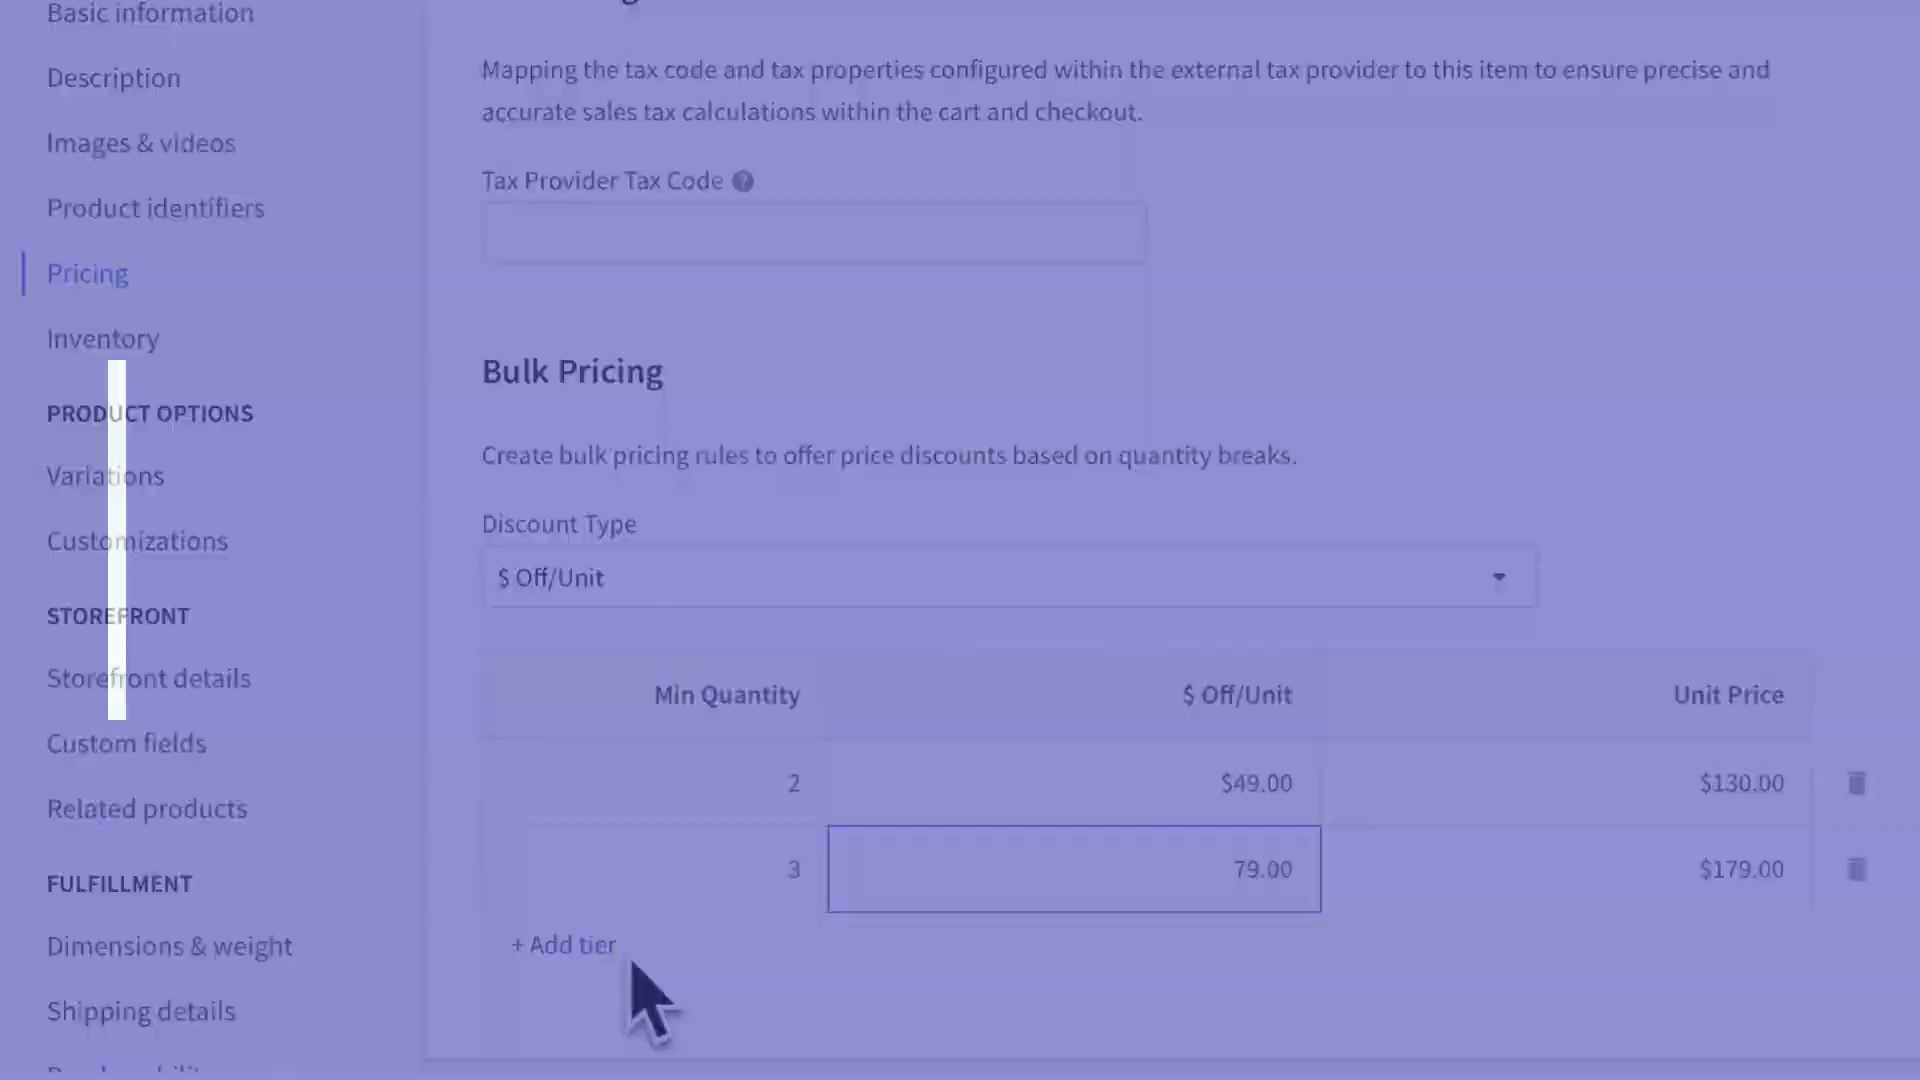 Basic information
Description
Images & videos
Product identifiers
Pricing
Inventory
PRODUCT OPTIONS
Variations
Customizations
STOREFRONT
Storefront details
Custom fields
Related products
FULFILLMENT
Dimensions & weight
Shipping details
Mapping the tax code and tax properties configured within the external tax provider to this item to ensure precise and
accurate sales tax calculations within the cart and checkout.
Tax Provider Tax Code ?
Bulk Pricing
Create bulk pricing rules to offer price discounts based on quantity breaks.
Discount Type
$ Off/Unit
Min Quantity $ Off/Unit Unit Price
2 $49.00 $130.00
3 79.00 $179.00
+ Add tier